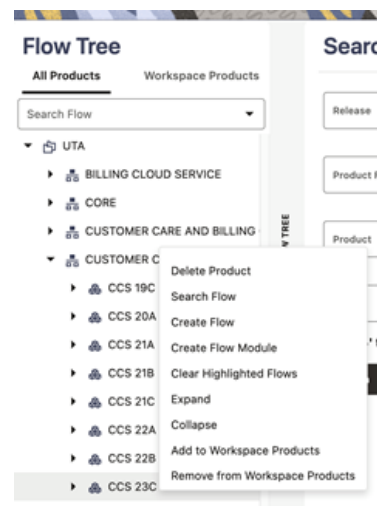 Flow Tree
All Products Workspace Products
Search Flow
UTA
BILLING CLOUD SERVICE
CORE
CUSTOMER CARE AND BILLING
CUSTOMER C
CCS 19C
CCS 20A
CCS 21A
CCS 21B
CCS 21C
CCS 22A
CCS 22B
CCS 23C
Delete Product
Search Flow
Create Flow
Create Flow Module
Clear Highlighted Flows
Expand
Collapse
Add to Workspace Products
Remove from Workspace Products
W TREE
Searc
Release
Product
Product